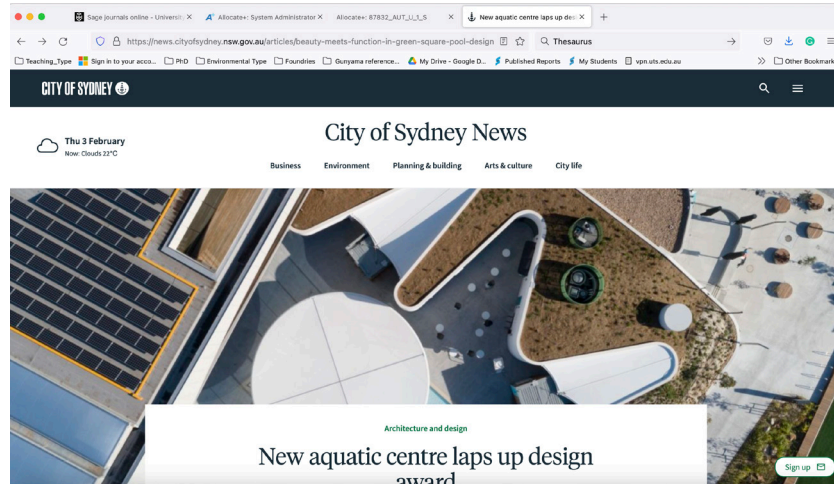 Sage journals online - Universit
Allocate+: System Administrator
Allocate+: 87832_AUT_U_1_S
New aquatic centre laps up desi
https://news.cityofsydney.nsw.gov.au/articles/beauty-meets-function-in-green-square-pool-design
Thesaurus
Teaching_Type
Sign in to your acco...
PhD
Environmental Type
Foundries
Gunyama reference...
My Drive - Google D...
Published Reports
My Students
vpn.uts.edu.au
Other Bookmark
CITY OF SYDNEY
Thu 3 February
Now: Clouds 22°C
City of Sydney News
Business Environment Planning & building Arts & culture City life
Architecture and design
New aquatic centre laps up design
award
Sign up